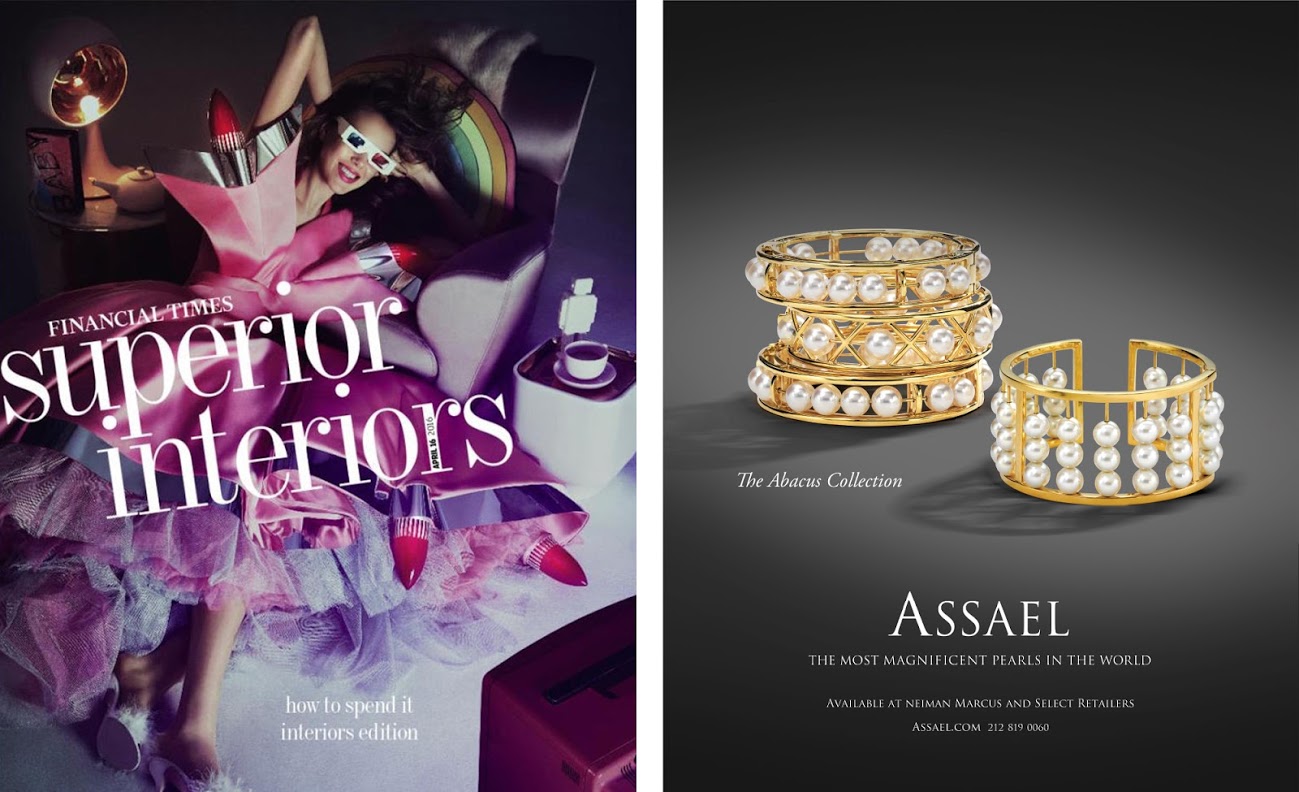 BABY
FINANCIAL TIMES
superior
interiors
APRIL 16 2016
how to spend it
interiors edition
The Abacus Collection
ASSAEL
THE MOST MAGNIFICENT PEARLS IN THE WORLD
AVAILABLE AT NEIMAN MARCUS AND SELECT RETAILERS
ASSAEL.COM 212 819 0060